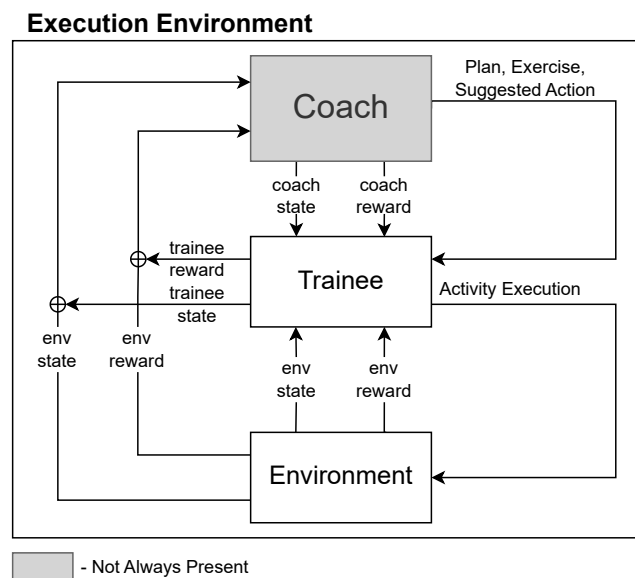 Execution Environment
Plan, Exercise,
Suggested Action
Coach
coach
state
coach
reward
trainee
reward
trainee
state
Trainee
Activity Execution
env
state
env
reward
env
state
env
reward
Environment
- Not Always Present